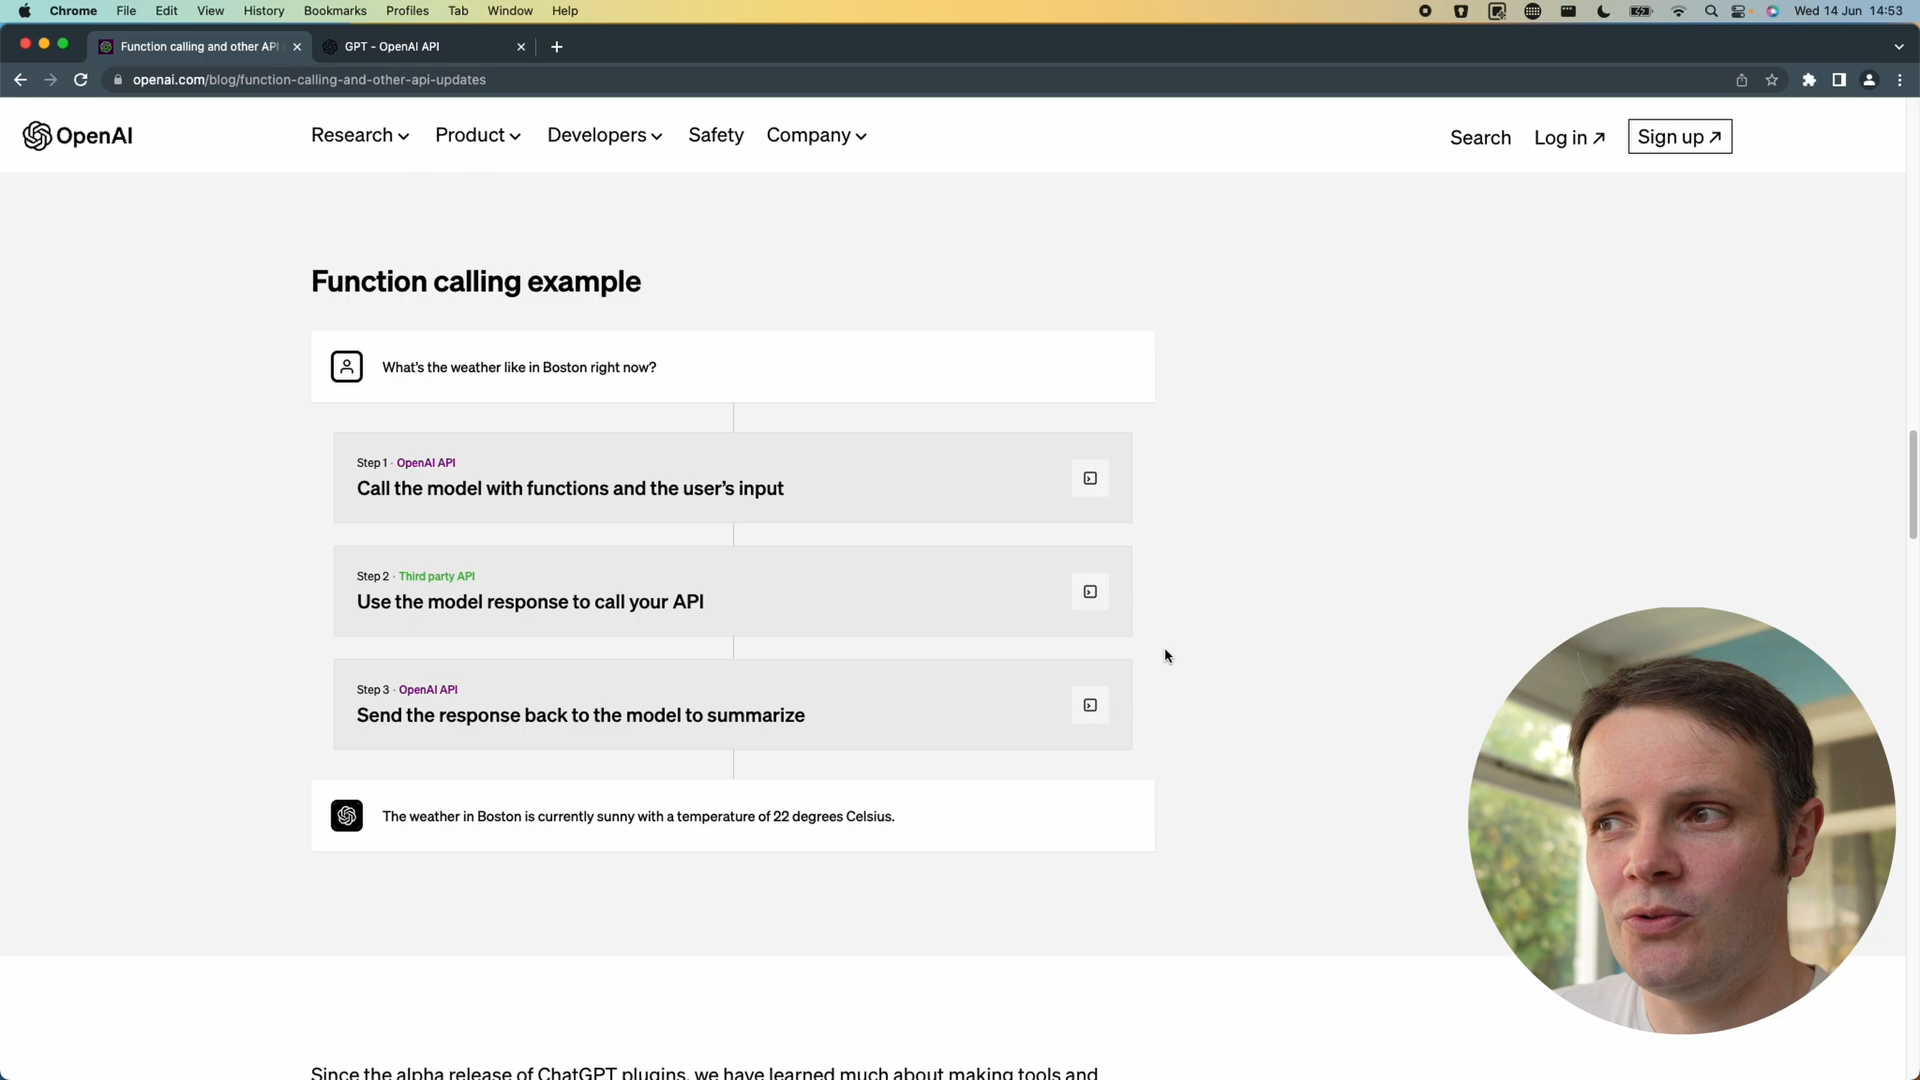 Chrome File Edit View History Bookmarks Profiles Tab Window Help Wed 14 Jun 14:53
Function calling and other API GPT - OpenAI API
openai.com/blog/function-calling-and-other-api-updates
OpenAI Research Product Developers Safety Company Search Log in ↗ Sign up ↗
Function calling example
What’s the weather like in Boston right now?
Step 1 · OpenAI API
Call the model with functions and the user’s input
Step 2 · Third party API
Use the model response to call your API
Step 3 · OpenAI API
Send the response back to the model to summarize
The weather in Boston is currently sunny with a temperature of 22 degrees Celsius.
Since the alpha release of ChatGPT plugins, we have learned much about making tools and